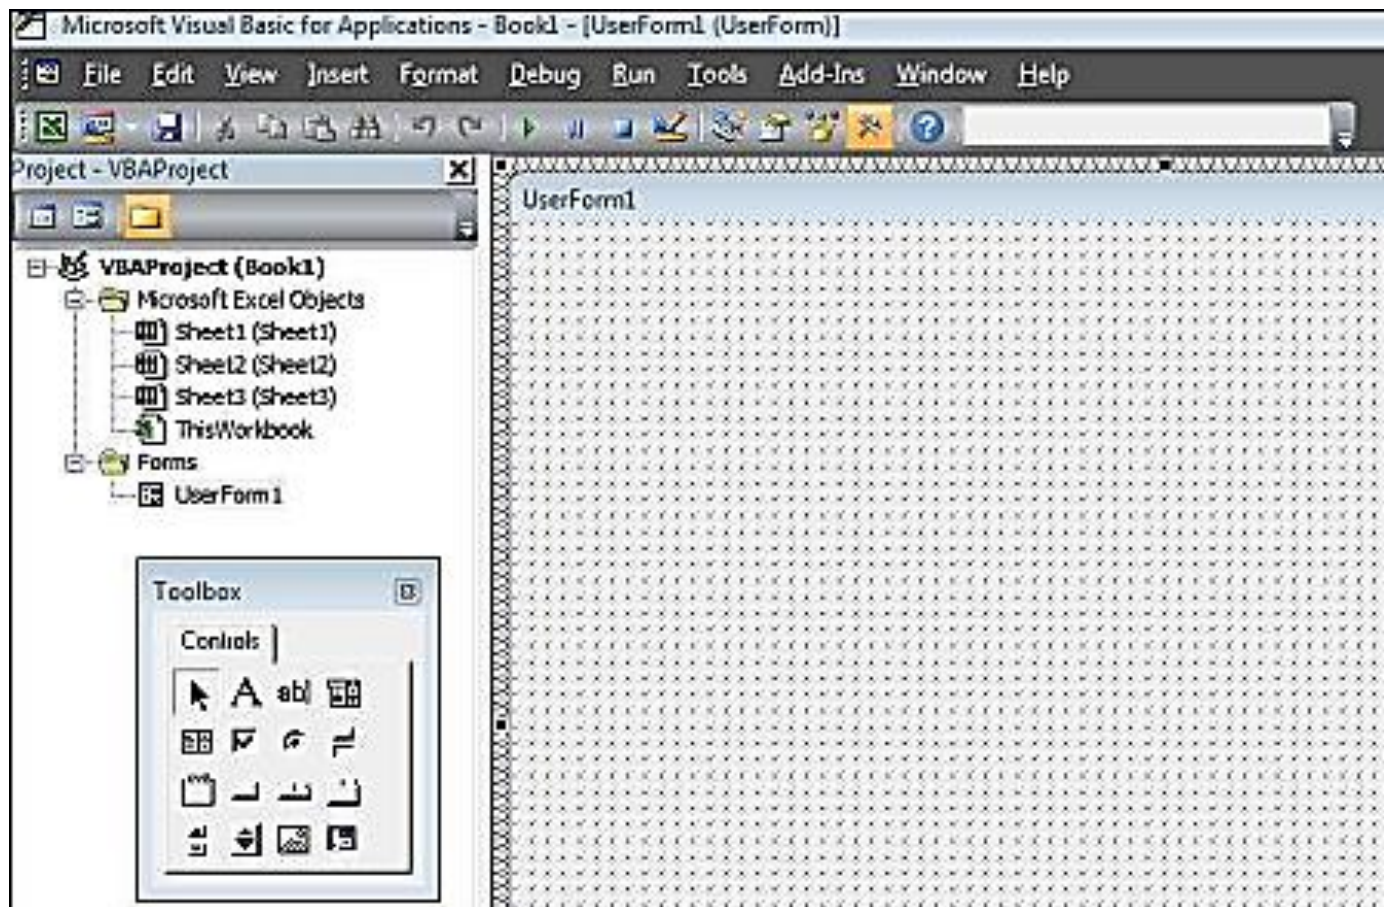 Microsoft Visual Basic for Applications - Book1 - [UserForm1 (UserForm)]
File Edit View Insert Format Debug Run Tools Add-Ins Window Help
Project - VBAProject
UserForm1
VBAProject (Book1)
Microsoft Excel Objects
Sheet1 (Sheet1)
Sheet2 (Sheet2)
Sheet3 (Sheet3)
ThisWorkbook
Forms
UserForm1
Toolbox
Controls
A ab|